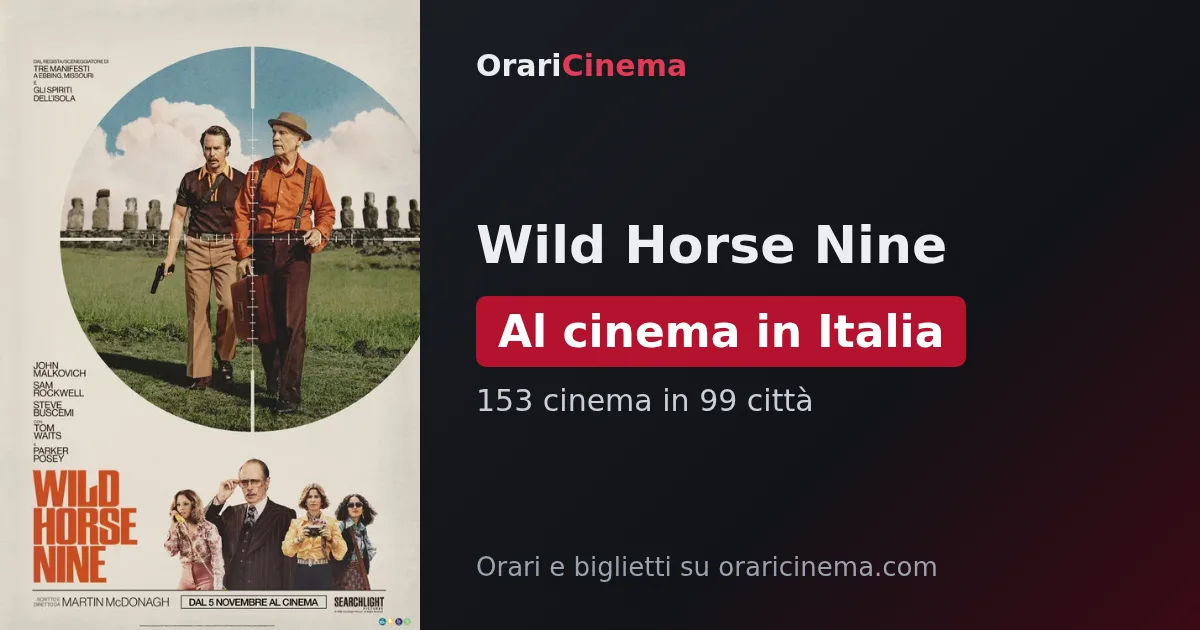 DAL REGISTA/SCENEGGIATORE DI
TRE MANIFESTI
A EBBING, MISSOURI
E
GLI SPIRITI
DELL'ISOLA
JOHN
MALKOVICH
SAM
ROCKWELL
STEVE
BUSCEMI
CON
TOM
WAITS
E
PARKER
POSEY
WILD
HORSE
NINE
SCRITTO E
DIRETTO DA MARTIN McDONAGH
DAL 5 NOVEMBRE AL CINEMA
SEARCHLIGHT
PICTURES
OrariCinema
Wild Horse Nine
Al cinema in Italia
153 cinema in 99 città
Orari e biglietti su oraricinema.com